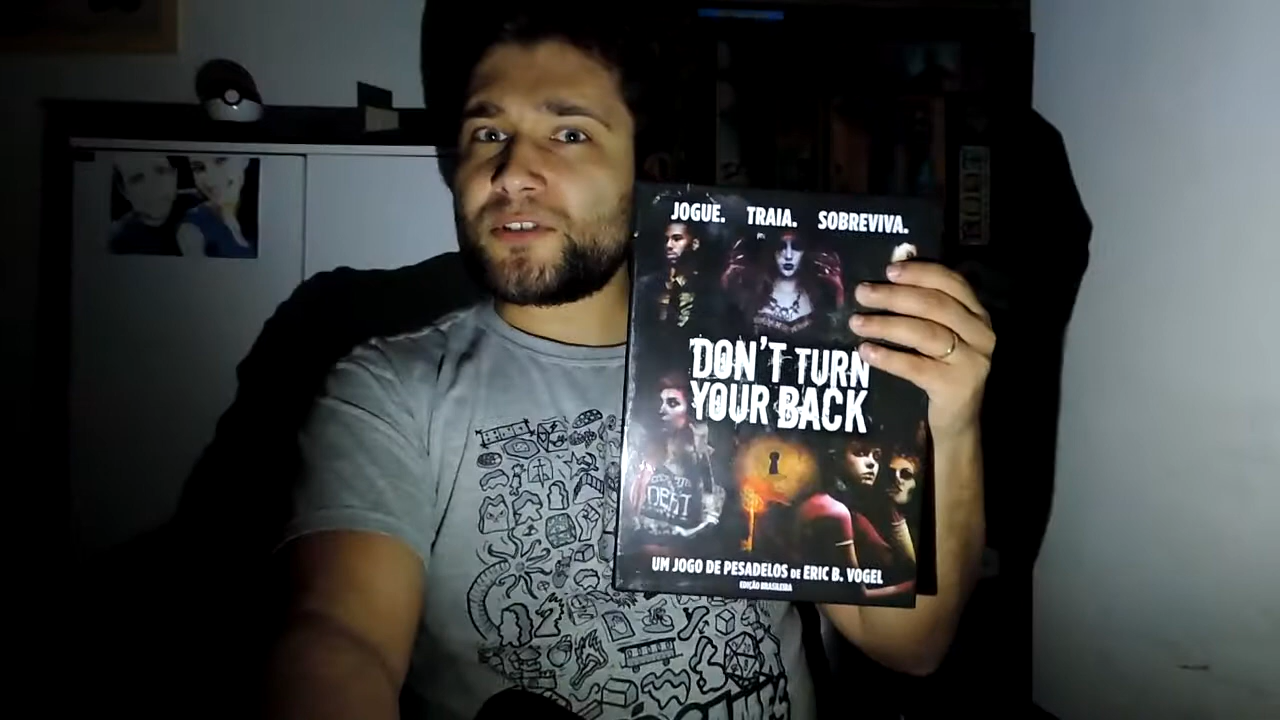 JOGUE. TRAIA. SOBREVIVA.
DON'T TURN
YOUR BACK
UM JOGO DE PESADELOS DE ERIC B. VOGEL
EDIÇÃO BRASILEIRA